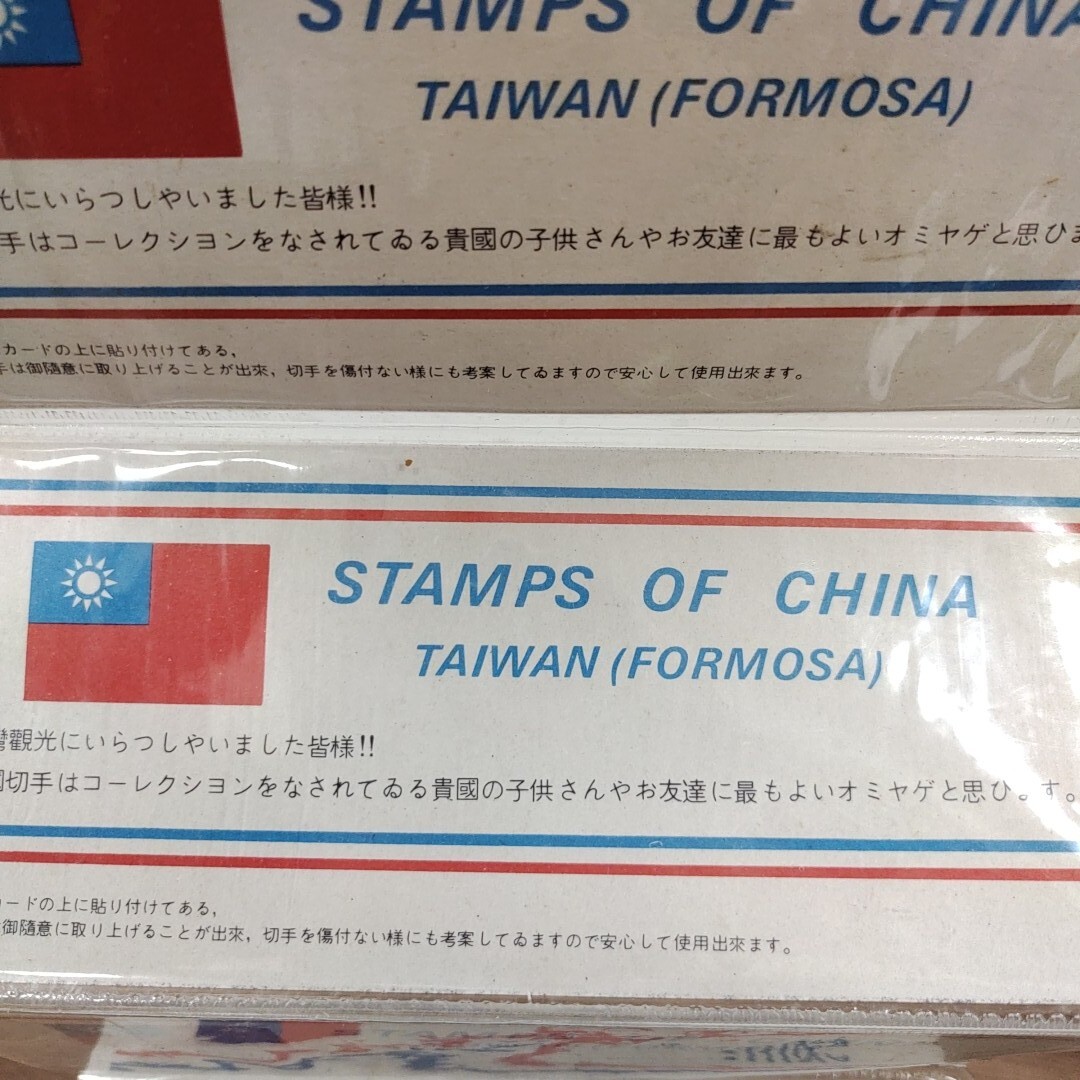 STAMPS OF CHINA
TAIWAN (FORMOSA)
光にいらつしやいました皆様!!
手はコーレクシヨンをなされてゐる貴國の子供さんやお友達に最もよいオミヤゲと思ひま
カードの上に貼り付けてある,
手は御隨意に取り上げることが出來, 切手を傷付ない様にも考案してゐますので安心して使用出來ます。
STAMPS OF CHINA
TAIWAN (FORMOSA)
灣觀光にいらつしやいました皆様!!
切手はコーレクシヨンをなされてゐる貴國の子供さんやお友達に最もよいオミヤゲと思ひます。
カードの上に貼り付けてある,
御隨意に取り上げることが出來, 切手を傷付ない様にも考案してゐますので安心して使用出來ます。